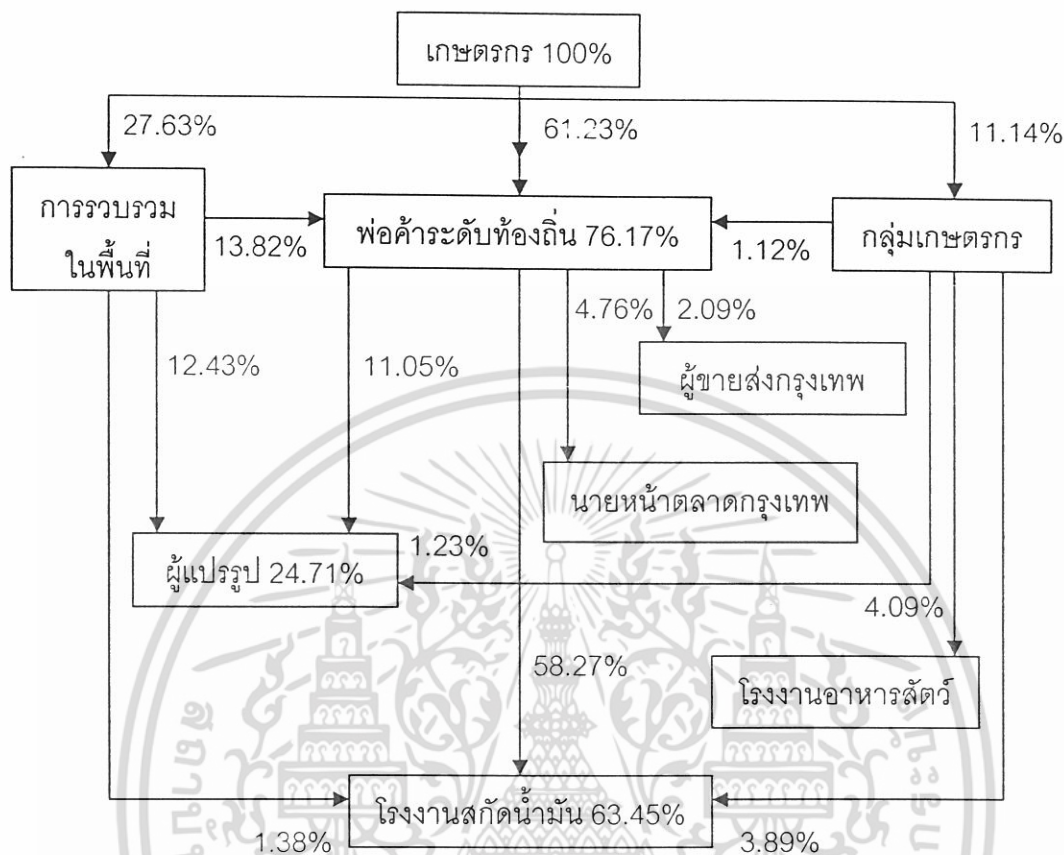 เกษตรกร 100%
27.63%
61.23%
11.14%
การรวบรวม
ในพื้นที่
13.82%
พ่อค้าระดับท้องถิ่น 76.17%
1.12%
กลุ่มเกษตรกร
4.76%
2.09%
12.43%
11.05%
ผู้ขายส่งกรุงเทพ
นายหน้าตลาดกรุงเทพ
ผู้แปรรูป 24.71%
1.23%
4.09%
58.27%
โรงงานอาหารสัตว์
โรงงานสกัดน้ำมัน 63.45%
1.38%
3.89%